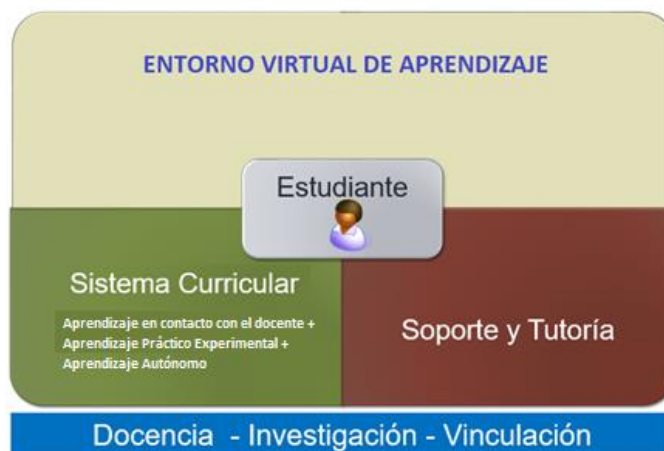 ENTORNO VIRTUAL DE APRENDIZAJE
Estudiante
Sistema Curricular
Aprendizaje en contacto con el docente +
Aprendizaje Práctico Experimental +
Aprendizaje Autónomo
Soporte y Tutoría
Docencia - Investigación - Vinculación